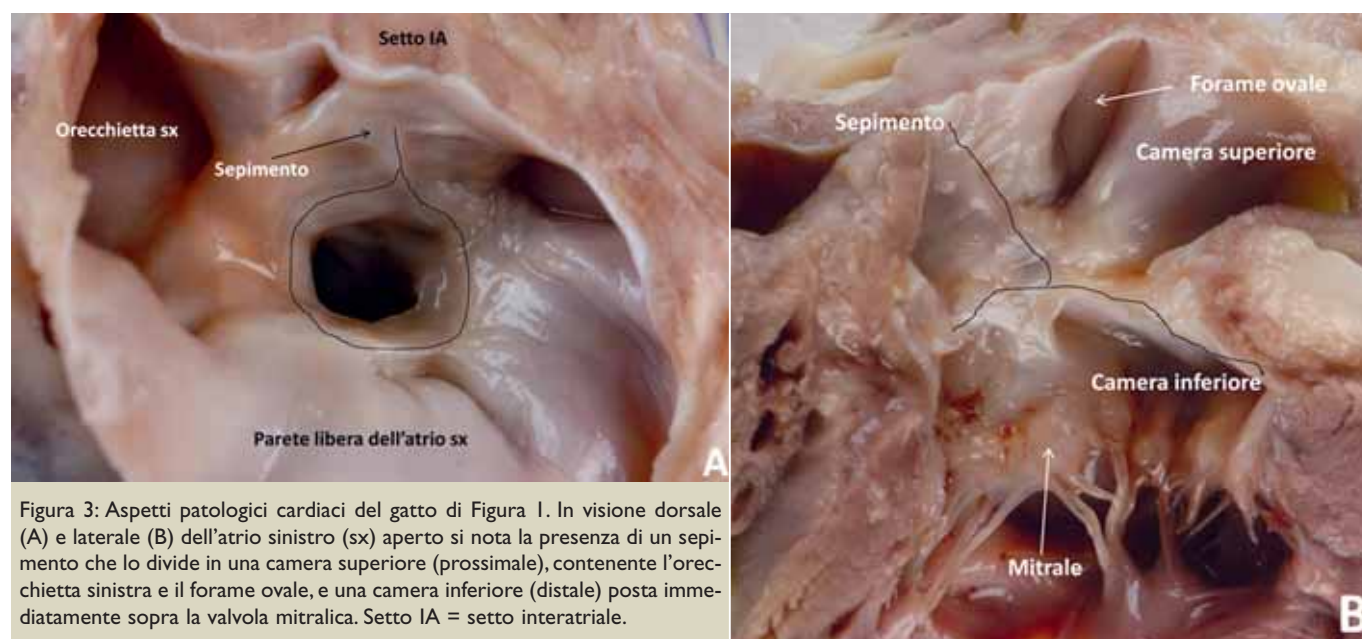 Setto IA
Orecchietta sx
Sepimento
Parete libera dell'atrio sx
A
Forame ovale
Sepimento
Camera superiore
Camera inferiore
Mitrale
B
Figura 3: Aspetti patologici cardiaci del gatto di Figura 1. In visione dorsale
(A) e laterale (B) dell'atrio sinistro (sx) aperto si nota la presenza di un sepi-
mento che lo divide in una camera superiore (prossimale), contenente l'orec-
chietta sinistra e il forame ovale, e una camera inferiore (distale) posta imme-
diatamente sopra la valvola mitralica. Setto IA = setto interatriale.